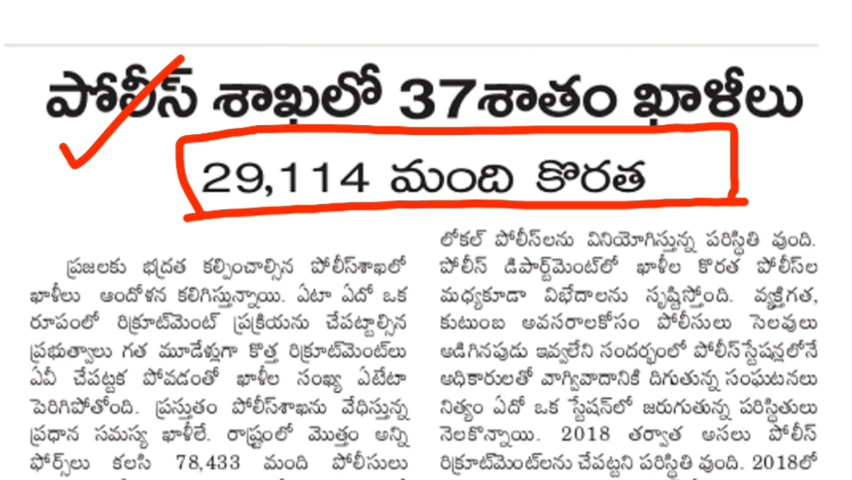 పోలీస్ శాఖలో 37శాతం ఖాళీలు
29,114 మంది కొరత
ప్రజలకు భద్రత కల్పించాల్సిన పోలీస్‌శాఖలో
ఖాళీలు ఆందోళన కలిగిస్తున్నాయి. ఏటా ఏదో ఒక
రూపంలో రిక్రూట్‌మెంట్ ప్రక్రియను చేపట్టాల్సిన
ప్రభుత్వాలు గత మూడేళ్లుగా కొత్త రిక్రూట్‌మెంట్‌లు
ఏవీ చేపట్టక పోవడంతో ఖాళీల సంఖ్య ఏటేటా
పెరిగిపోతోంది. ప్రస్తుతం పోలీస్‌శాఖను వేధిస్తున్న
ప్రధాన సమస్య ఖాళీలే. రాష్ట్రంలో మొత్తం అన్ని
ఫోర్స్‌లు కలసి 78,433 మంది పోలీసులు
లోకల్ పోలీస్‌లను వినియోగిస్తున్న పరిస్థితి వుంది.
పోలీస్ డిపార్ట్‌మెంట్‌లో ఖాళీల కొరత పోలీస్‌ల
మధ్యకూడా విభేదాలను సృష్టిస్తోంది. వ్యక్తిగత,
కుటుంబ అవసరాలకోసం పోలీసులు సెలవులు
అడిగినపుడు ఇవ్వలేని సందర్భంలో పోలీస్‌స్టేషన్లలోనే
అధికారులతో వాగ్వివాదానికి దిగుతున్న సంఘటనలు
నిత్యం ఏదో ఒక స్టేషన్‌లో జరుగుతున్న పరిస్థితులు
నెలకొన్నాయి. 2018 తర్వాత అసలు పోలీస్
రిక్రూట్‌మెంట్‌లను చేపట్టని పరిస్థితి వుంది. 2018లో